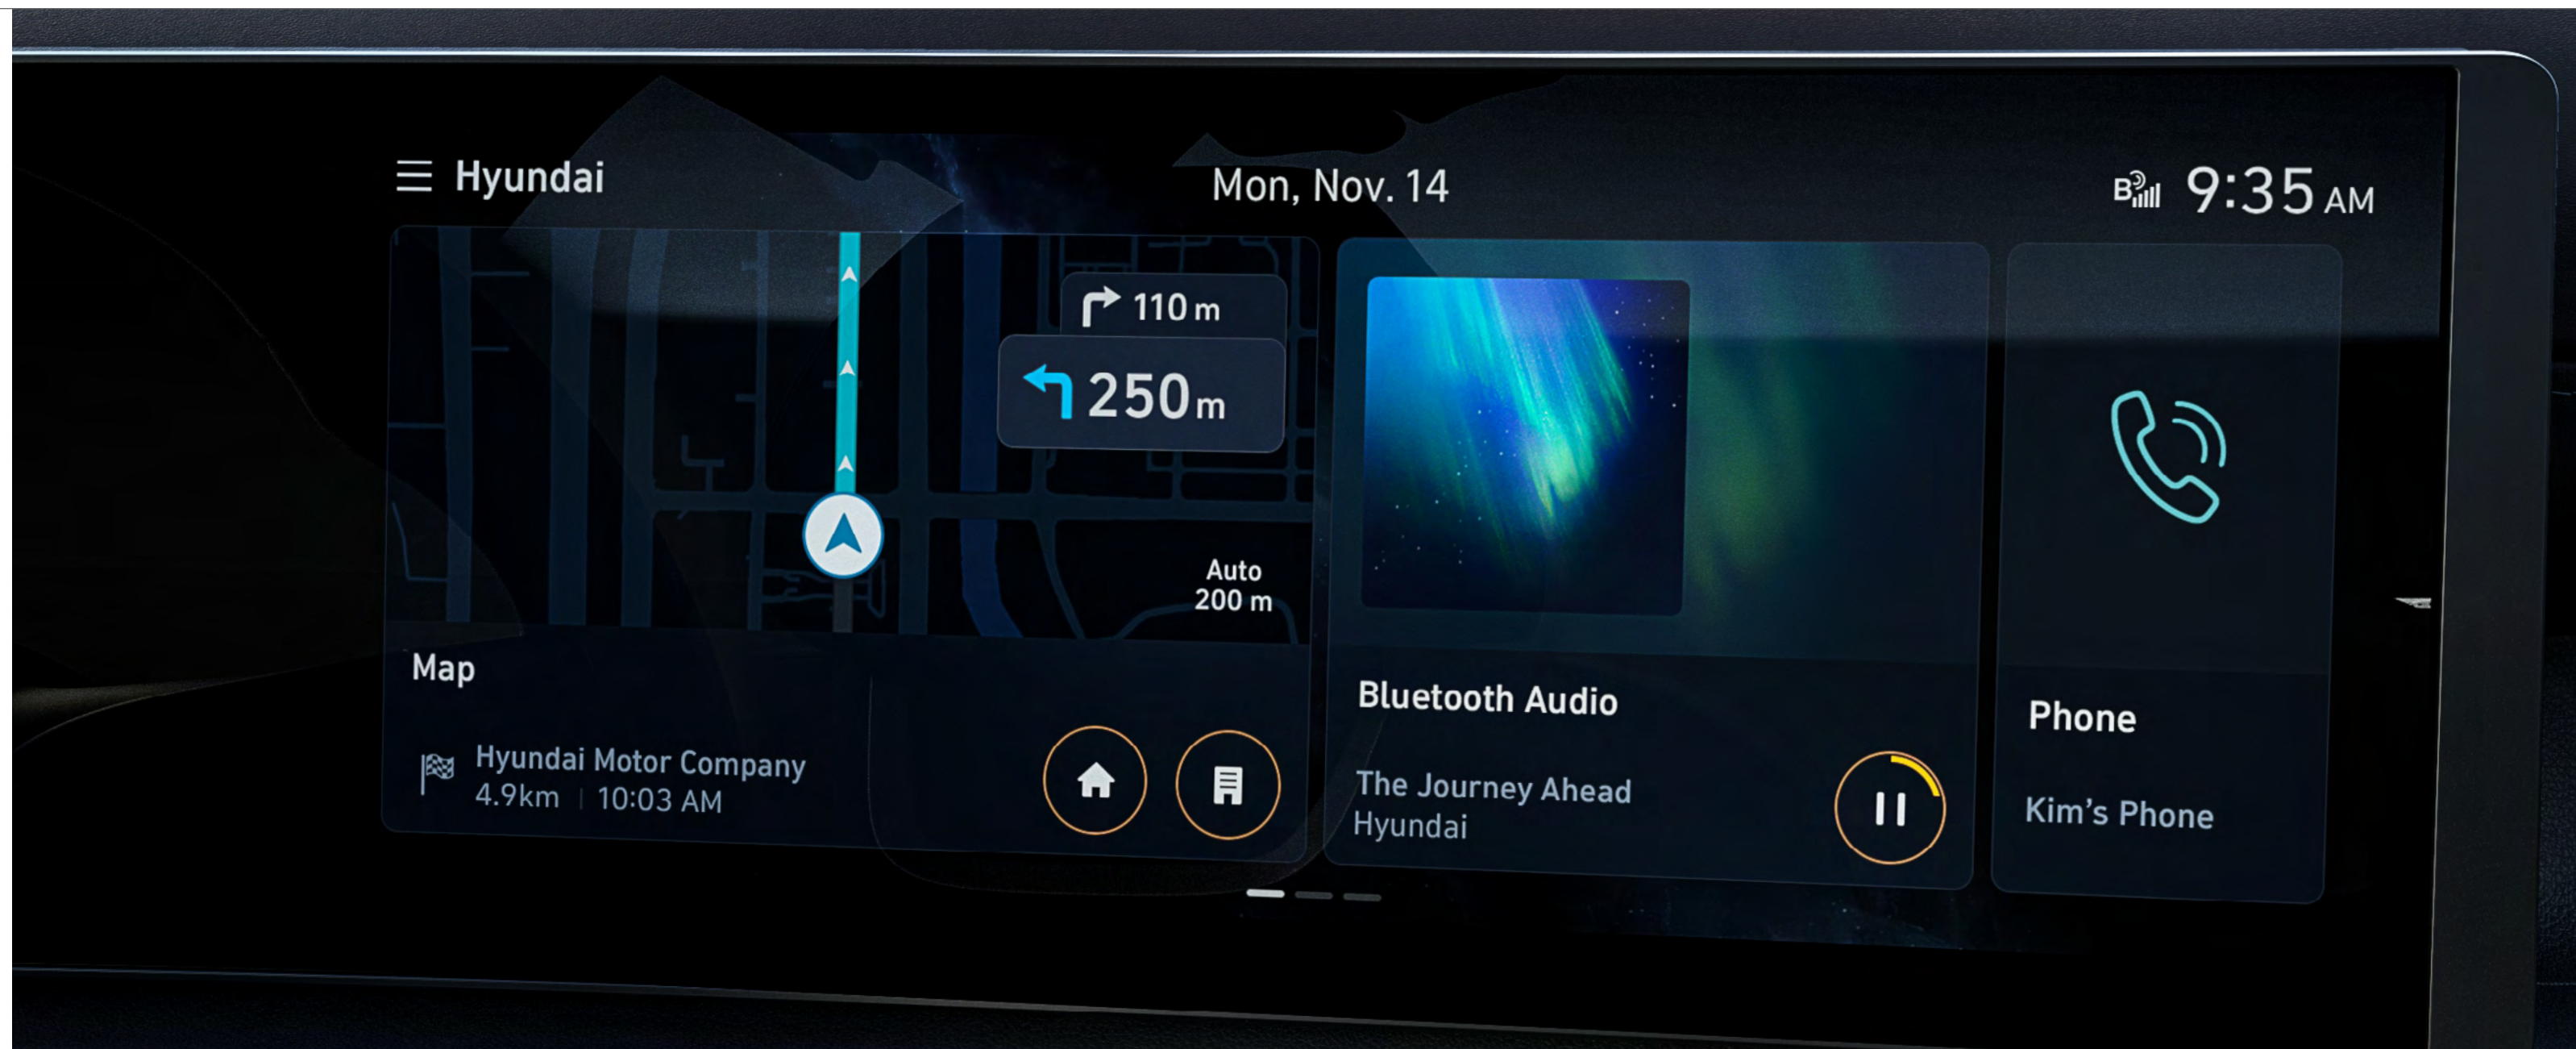 Hyundai
Mon, Nov. 14
9:35 AM
110 m
250 m
Auto
200 m
Map
Hyundai Motor Company
4.9km | 10:03 AM
Bluetooth Audio
The Journey Ahead
Hyundai
Phone
Kim's Phone